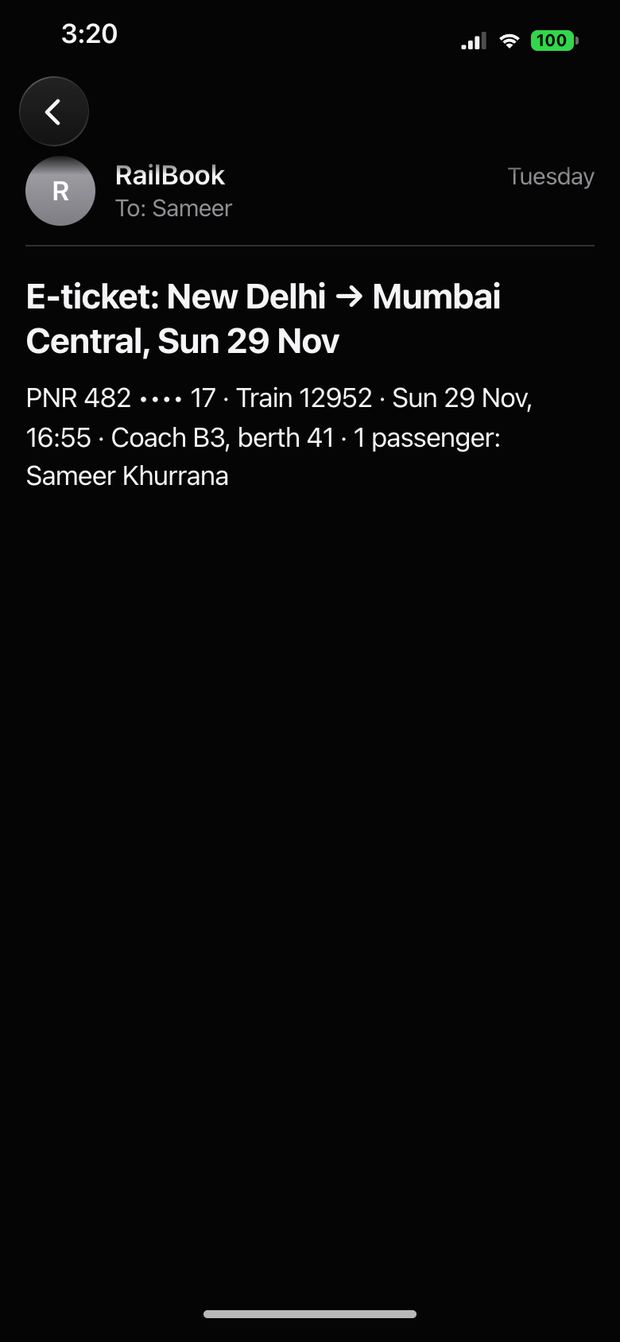 3:20
100
R
RailBook
Tuesday
To: Sameer
E-ticket: New Delhi → Mumbai
Central, Sun 29 Nov
PNR 482 •••• 17 · Train 12952 · Sun 29 Nov,
16:55 · Coach B3, berth 41 · 1 passenger:
Sameer Khurrana